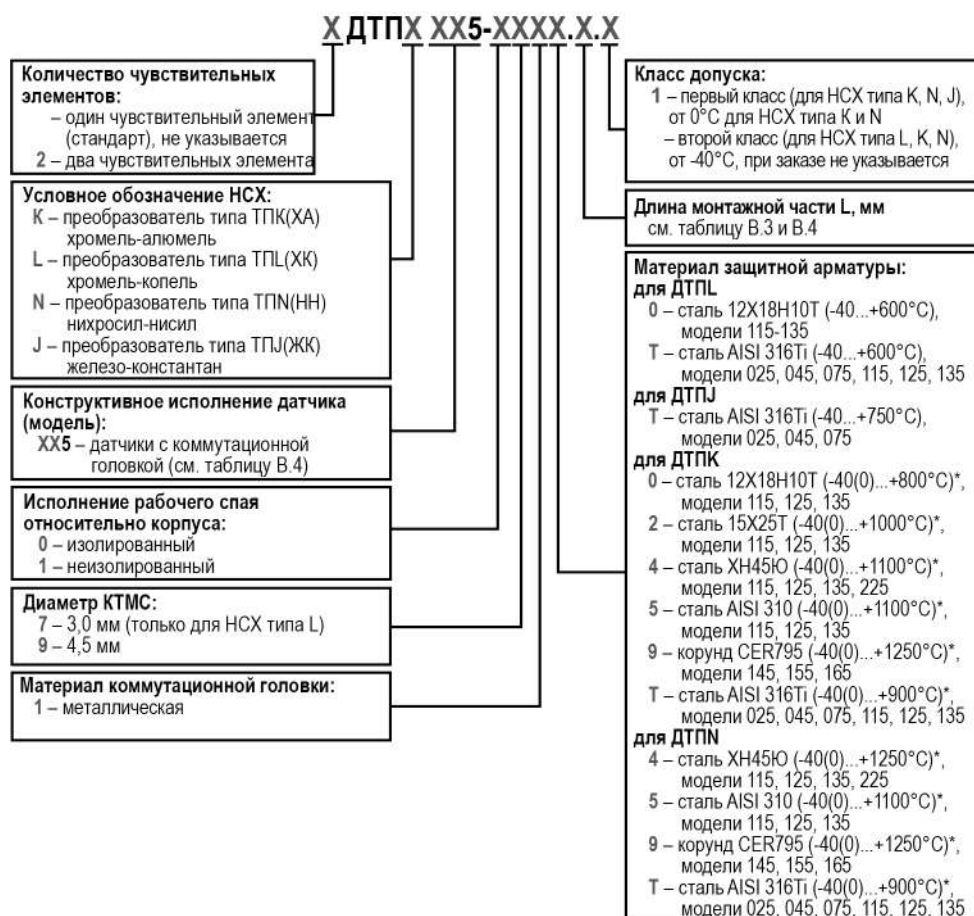 ХДТПХ ХХ5-ХХХХ.Х.Х
Количество чувствительных
элементов:
– один чувствительный элемент
(стандарт), не указывается
2 – два чувствительных элемента
Условное обозначение НСХ:
К – преобразователь типа ТПК(ХА)
хромель-алюмель
L – преобразователь типа ТПL(ХК)
хромель-копель
N – преобразователь типа ТПN(НН)
нихросил-нисил
J – преобразователь типа ТПJ(ЖК)
железо-константан
Конструктивное исполнение датчика
(модель):
ХХ5 – датчики с коммутационной
головкой (см. таблицу В.4)
Исполнение рабочего спая
относительно корпуса:
0 – изолированный
1 – неизолированный
Диаметр КТМС:
7 – 3,0 мм (только для НСХ типа L)
9 – 4,5 мм
Материал коммутационной головки:
1 – металлическая
Класс допуска:
1 – первый класс (для НСХ типа K, N, J),
от 0°С для НСХ типа К и N
– второй класс (для НСХ типа L, K, N),
от -40°С, при заказе не указывается
Длина монтажной части L, мм
см. таблицу В.3 и В.4
Материал защитной арматуры:
для ДТПL
0 – сталь 12Х18Н10Т (-40...+600°С),
модели 115-135
Т – сталь AISI 316Ti (-40...+600°С),
модели 025, 045, 075, 115, 125, 135
для ДТПJ
Т – сталь AISI 316Ti (-40...+750°С),
модели 025, 045, 075
для ДТПК
0 – сталь 12Х18Н10Т (-40(0)...+800°С)*,
модели 115, 125, 135
2 – сталь 15Х25Т (-40(0)...+1000°С)*,
модели 115, 125, 135
4 – сталь ХН45Ю (-40(0)...+1100°С)*,
модели 115, 125, 135, 225
5 – сталь AISI 310 (-40(0)...+1100°С)*,
модели 115, 125, 135
9 – корунд CER795 (-40(0)...+1250°С)*,
модели 145, 155, 165
Т – сталь AISI 316Ti (-40(0)...+900°С)*,
модели 025, 045, 075, 115, 125, 135
для ДТПN
4 – сталь ХН45Ю (-40(0)...+1250°С)*,
модели 115, 125, 135, 225
5 – сталь AISI 310 (-40(0)...+1100°С)*,
модели 115, 125, 135
9 – корунд CER795 (-40(0)...+1250°С)*,
модели 145, 155, 165
Т – сталь AISI 316Ti (-40(0)...+900°С)*,
модели 025, 045, 075, 115, 125, 135